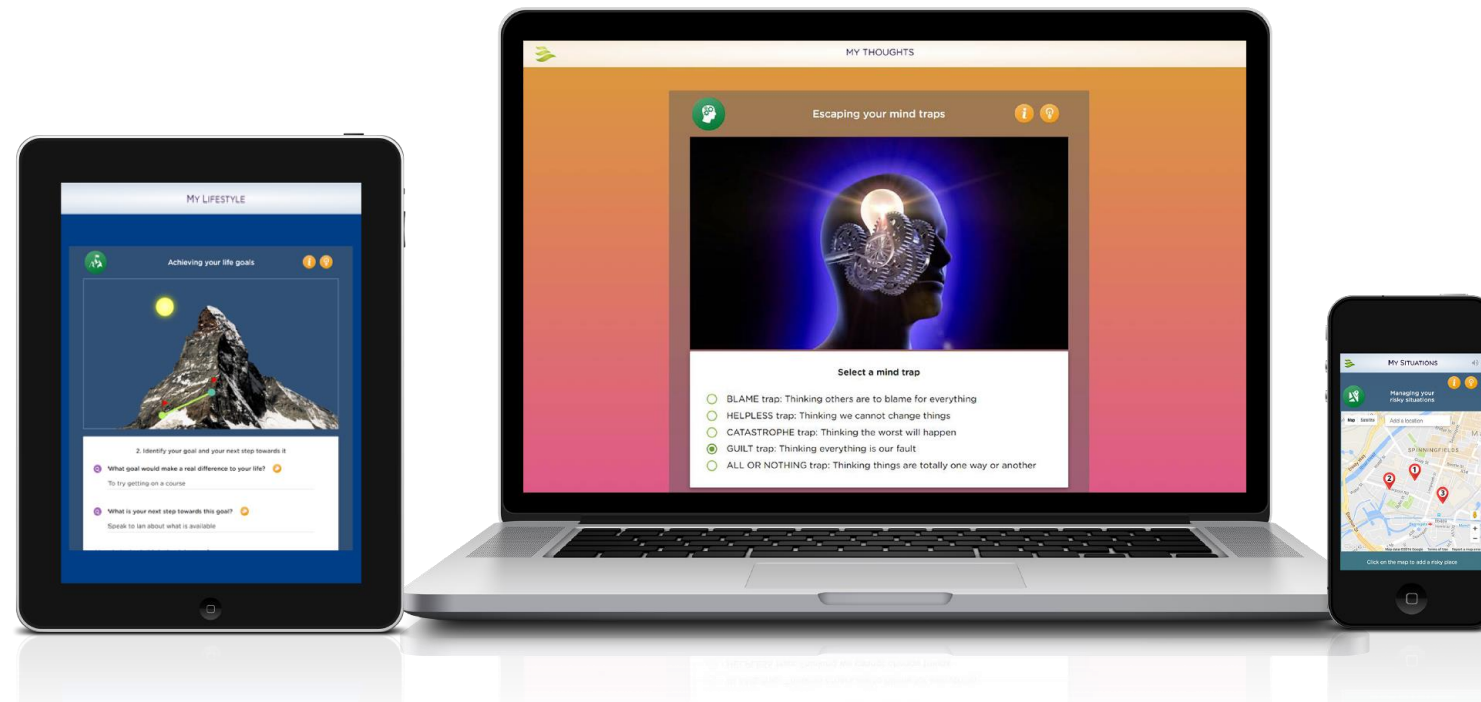 MY LIFESTYLE
Achieving your life goals
2. Identify your goal and your next step towards it
What goal would make a real difference to your life?
To try getting on a course
What is your next step towards this goal?
Speak to Ian about what is available
MY THOUGHTS
Escaping your mind traps
Select a mind trap
BLAME trap: Thinking others are to blame for everything
HELPLESS trap: Thinking we cannot change things
CATASTROPHE trap: Thinking the worst will happen
GUILT trap: Thinking everything is our fault
ALL OR NOTHING trap: Thinking things are totally one way or another
MY SITUATIONS
Managing your
risky situations
Map Satellite Add a location
SPINNINGFIELDS
1
2
3
Click on the map to add a risky place